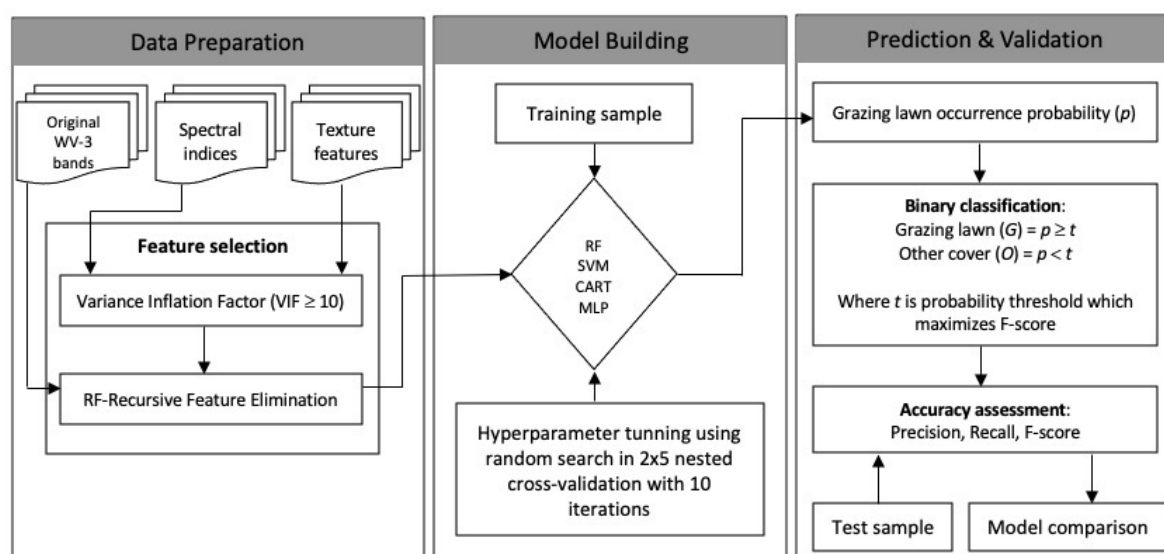 Data Preparation
Original
WV-3
bands
Spectral
indices
Texture
features
Feature selection
Variance Inflation Factor (VIF ≥ 10)
RF-Recursive Feature Elimination
Model Building
Training sample
RF
SVM
CART
MLP
Hyperparameter tunning using
random search in 2x5 nested
cross-validation with 10
iterations
Prediction & Validation
Grazing lawn occurrence probability (p)
Binary classification:
Grazing lawn (G) = p ≥ t
Other cover (O) = p < t
Where t is probability threshold which
maximizes F-score
Accuracy assessment:
Precision, Recall, F-score
Test sample
Model comparison